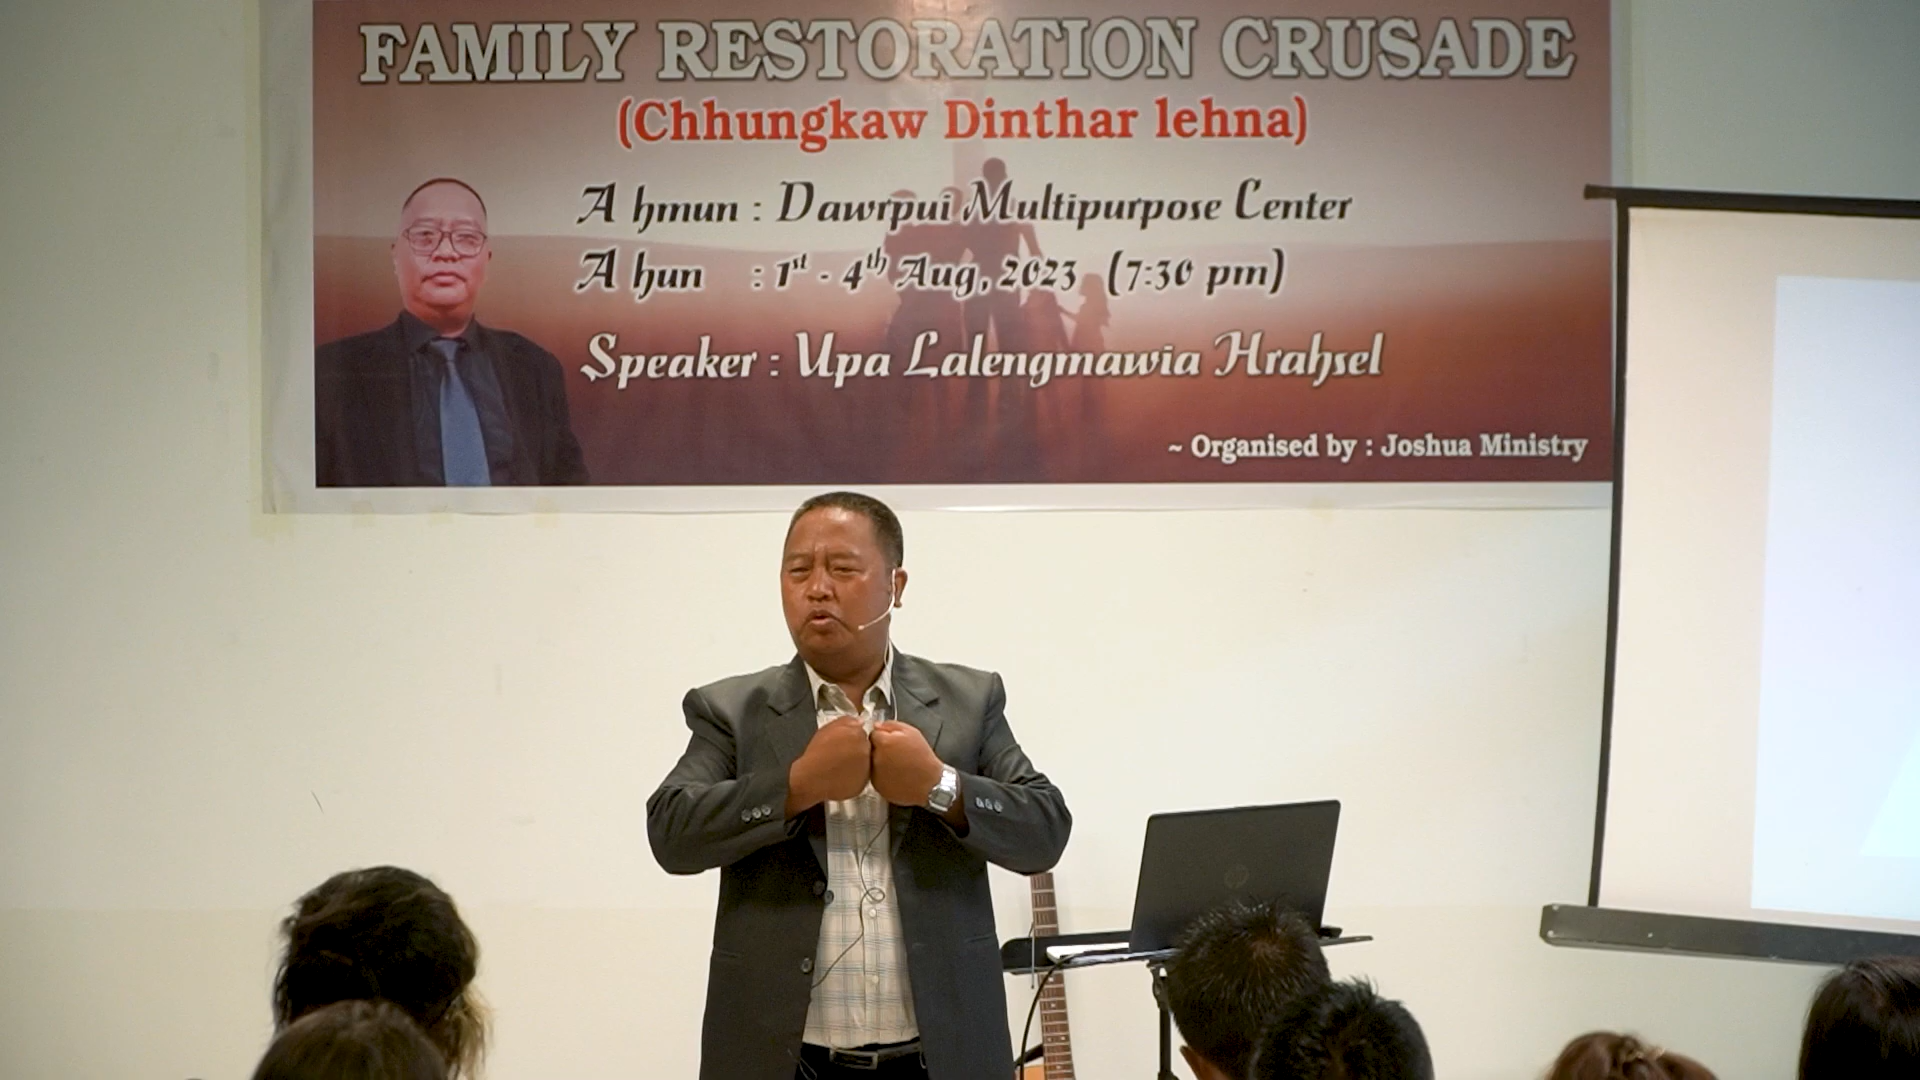 FAMILY RESTORATION CRUSADE
(Chhungkaw Dinthar lehna)
A hmun : Dawrpui Multipurpose Center
A hun : 1st - 4th Aug, 2023 (7:30 pm)
Speaker : Upa Lalengmawia Hrahsel
~ Organised by : Joshua Ministry